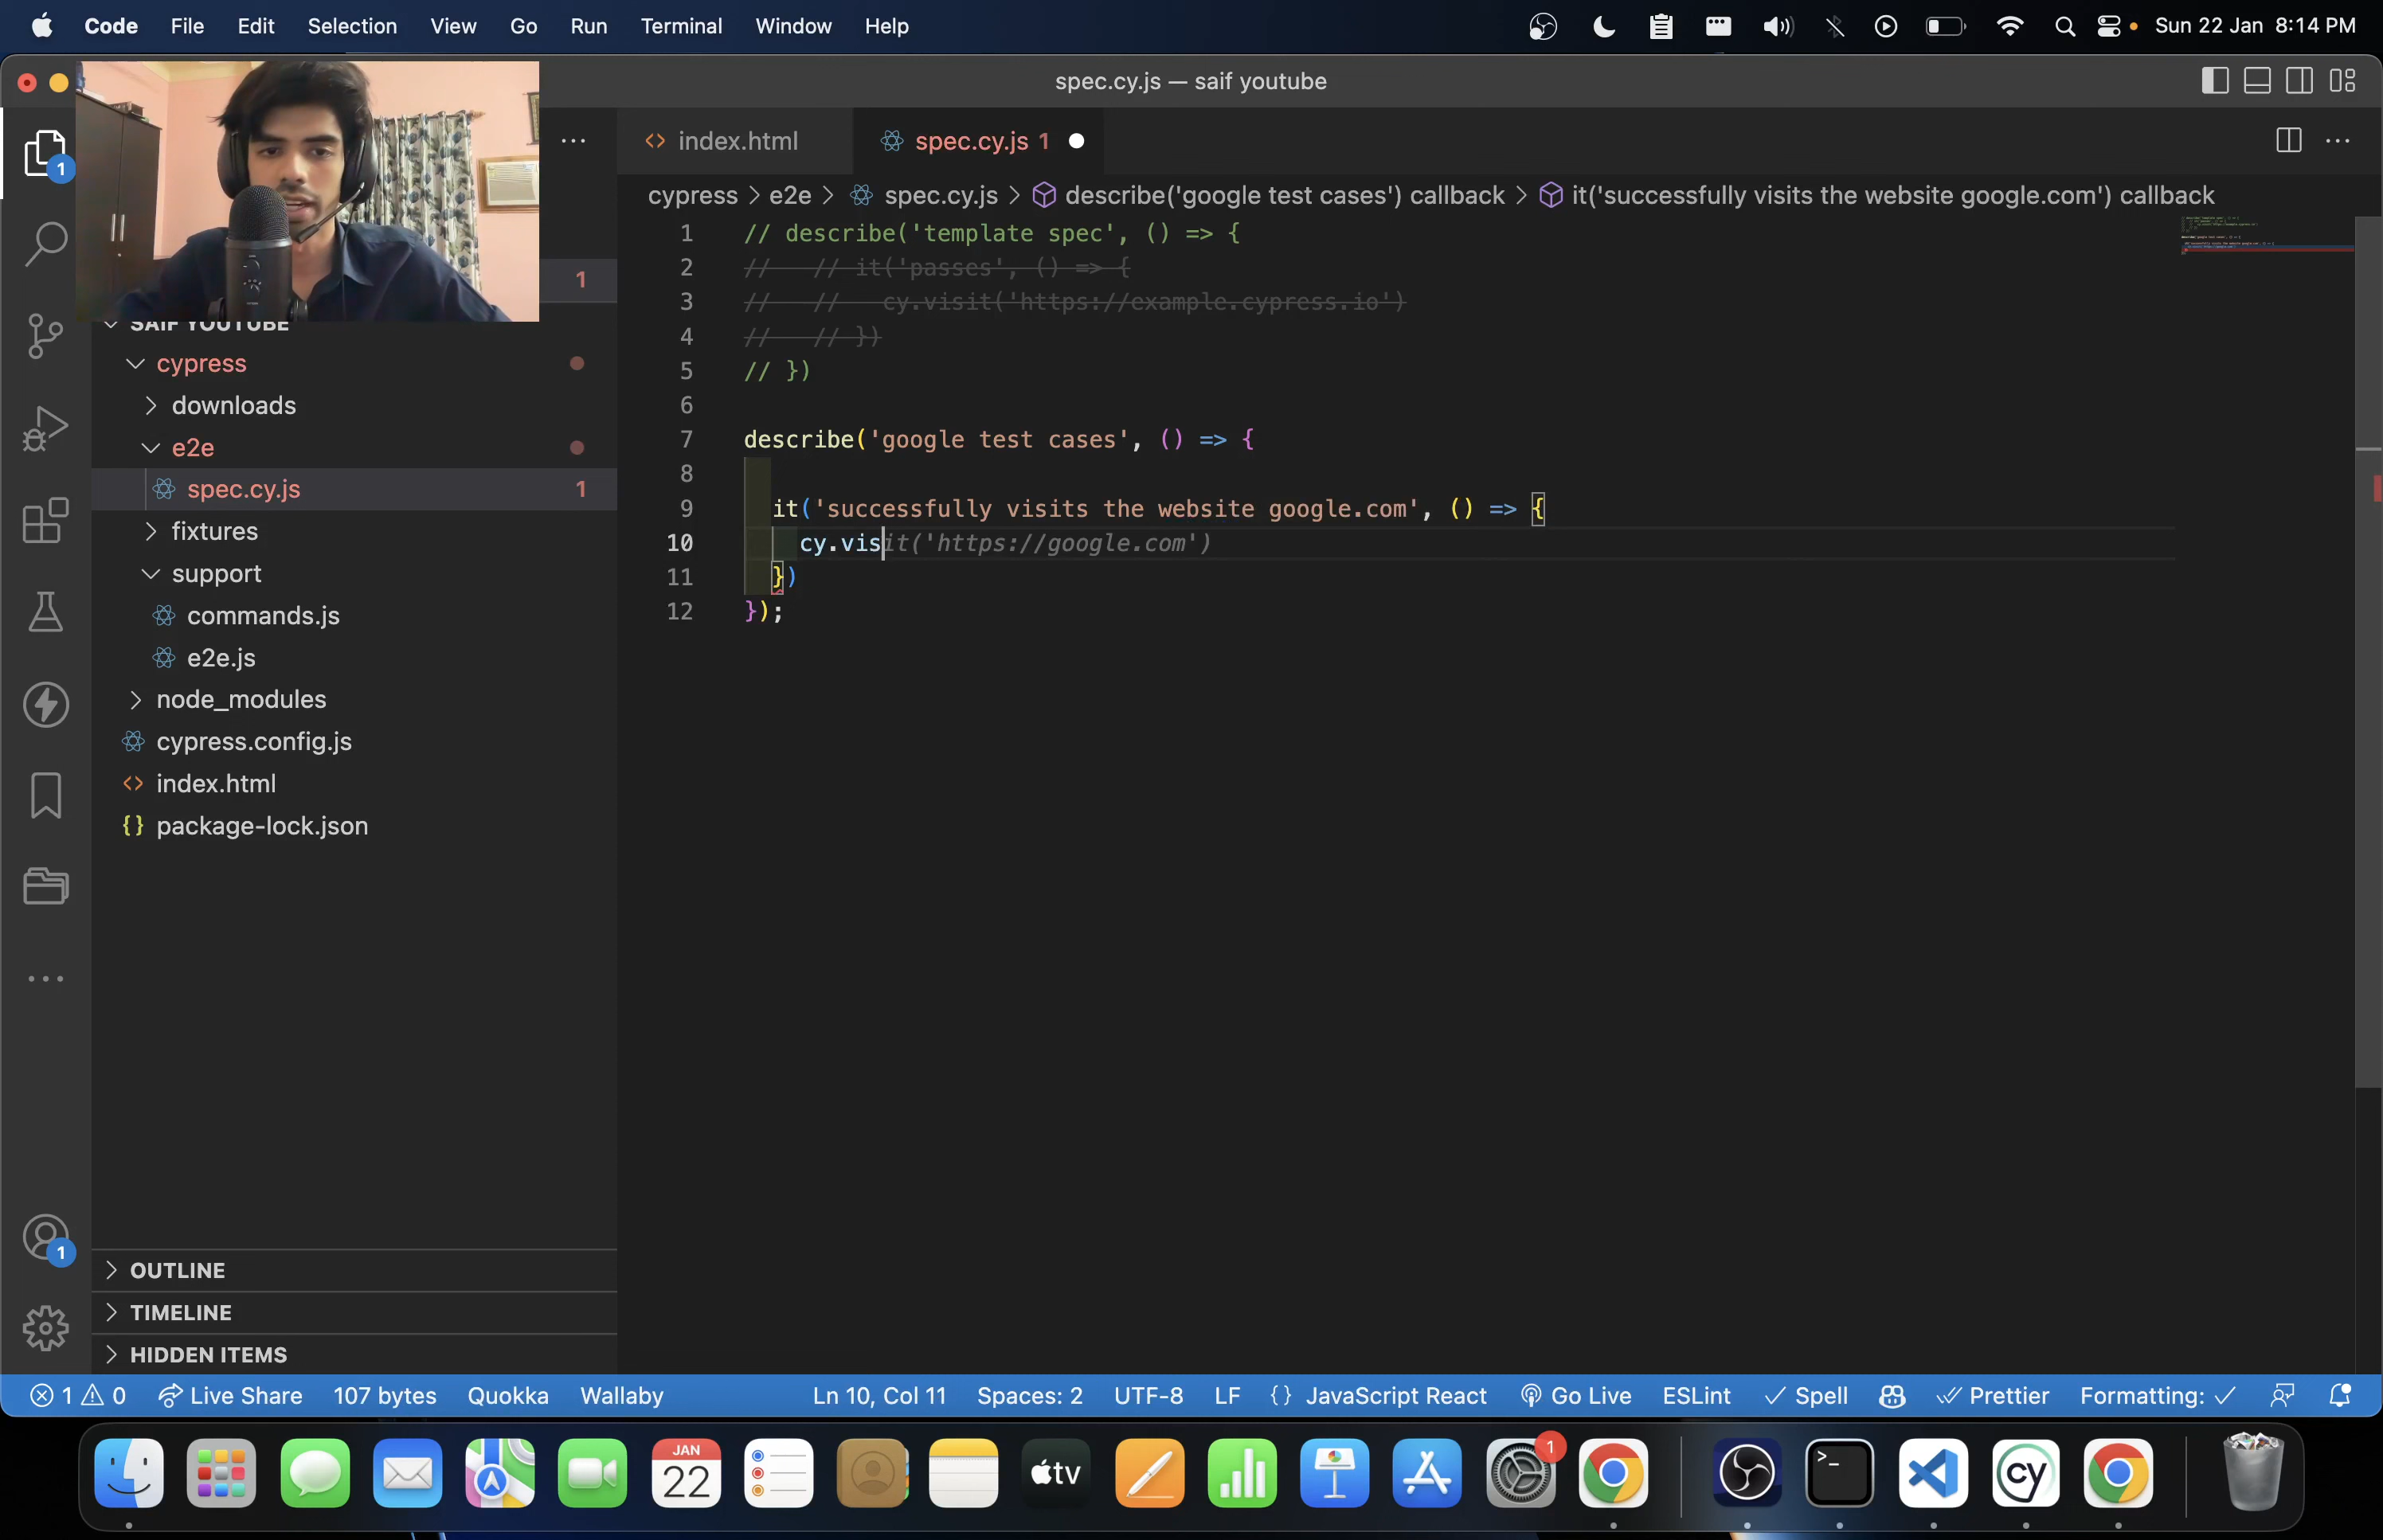 Code File Edit Selection View Go Run Terminal Window Help Sun 22 Jan 8:14 PM
spec.cy.js — saif youtube
index.html spec.cy.js 1
cypress > e2e > spec.cy.js > describe('google test cases') callback > it('successfully visits the website google.com') callback
1
1
SAIF YOUTUBE
cypress
downloads
e2e
spec.cy.js 1
fixtures
support
commands.js
e2e.js
node_modules
cypress.config.js
index.html
{} package-lock.json
1
OUTLINE
TIMELINE
HIDDEN ITEMS
1 // describe('template spec', () => {
2 //   // it('passes', () => {
3 //   //   cy.visit('https://example.cypress.io')
4 //   // })
5 // })
6
7 describe('google test cases', () => {
8
9   it('successfully visits the website google.com', () => {
10     cy.visit('https://google.com')
11   })
12 });
1 0 Live Share 107 bytes Quokka Wallaby Ln 10, Col 11 Spaces: 2 UTF-8 LF {} JavaScript React Go Live ESLint Spell Prettier Formatting:
JAN
22
tv
1
>_
cy